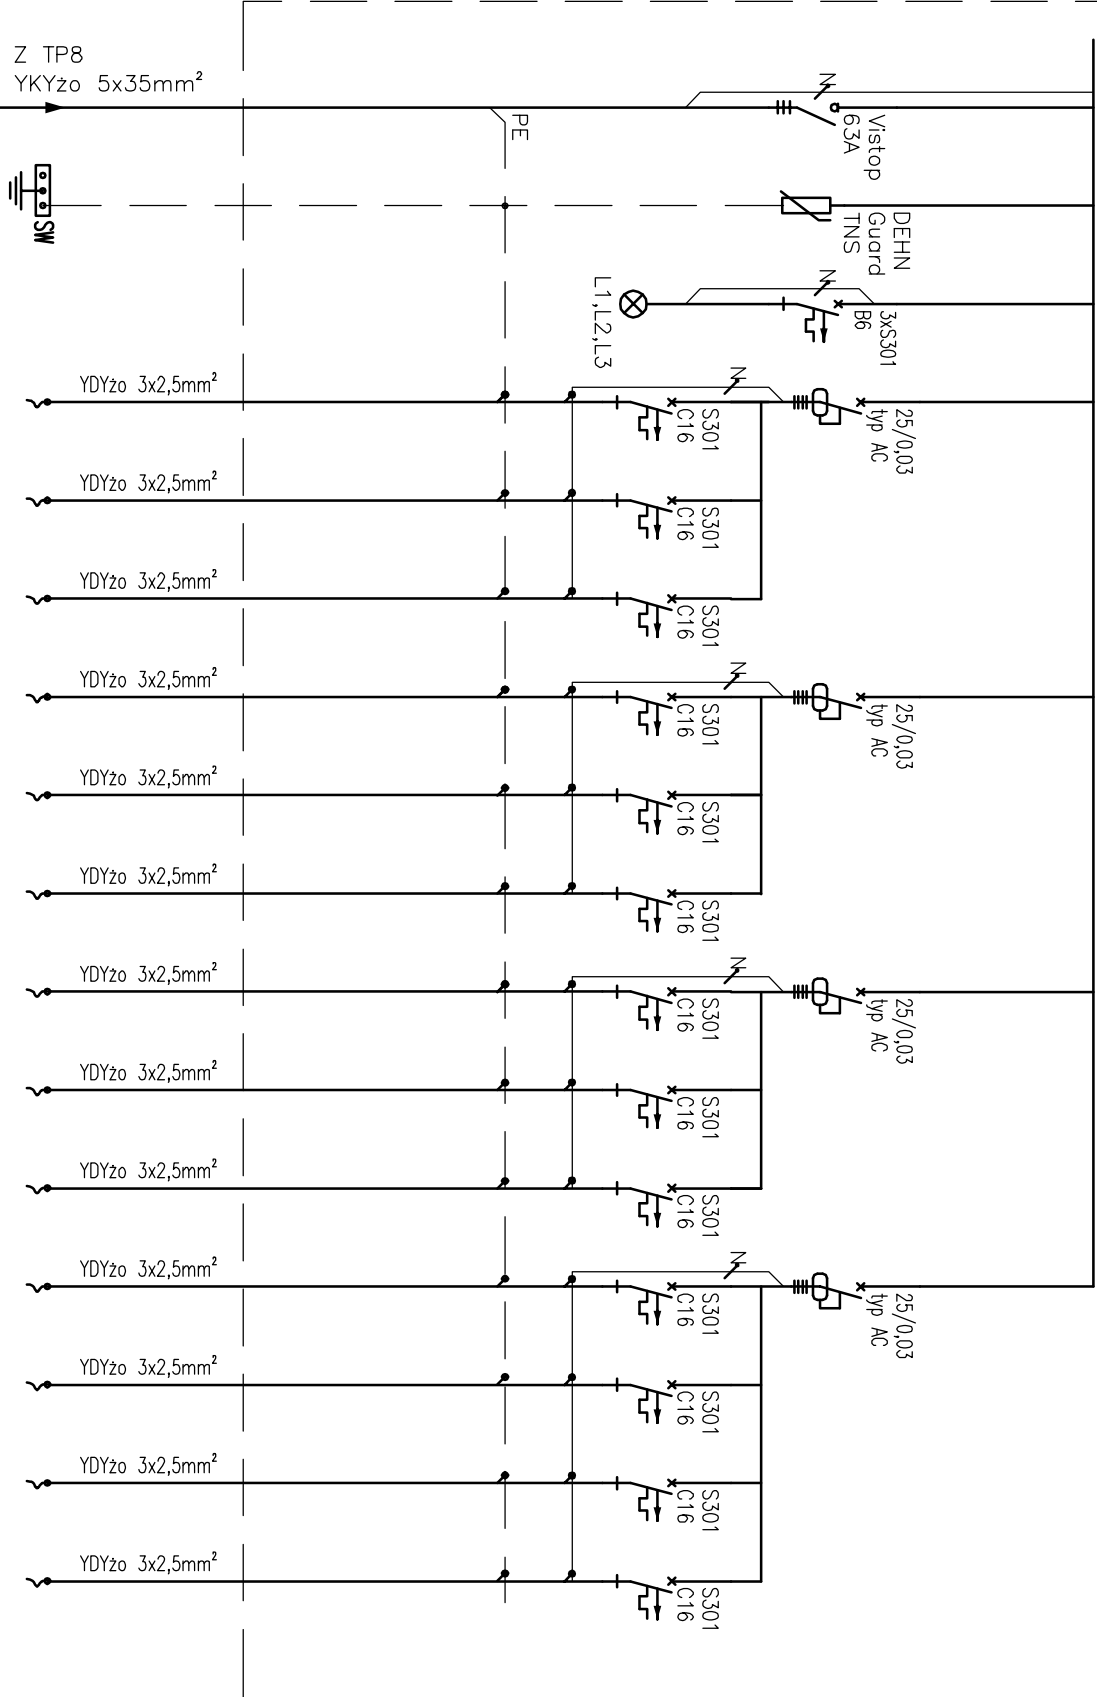 Z TP8
YKYżo 5x35mm²
PE
N
Vistop
63A
SW
DEHN
Guard
TNS
L1,L2,L3
N
3xS301
B6
YDYżo 3x2,5mm²
S301
C16
N
25/0,03
typ AC
YDYżo 3x2,5mm²
S301
C16
YDYżo 3x2,5mm²
S301
C16
YDYżo 3x2,5mm²
S301
C16
N
25/0,03
typ AC
YDYżo 3x2,5mm²
S301
C16
YDYżo 3x2,5mm²
S301
C16
YDYżo 3x2,5mm²
S301
C16
N
25/0,03
typ AC
YDYżo 3x2,5mm²
S301
C16
YDYżo 3x2,5mm²
S301
C16
YDYżo 3x2,5mm²
S301
C16
N
25/0,03
typ AC
YDYżo 3x2,5mm²
S301
C16
YDYżo 3x2,5mm²
S301
C16
YDYżo 3x2,5mm²
S301
C16